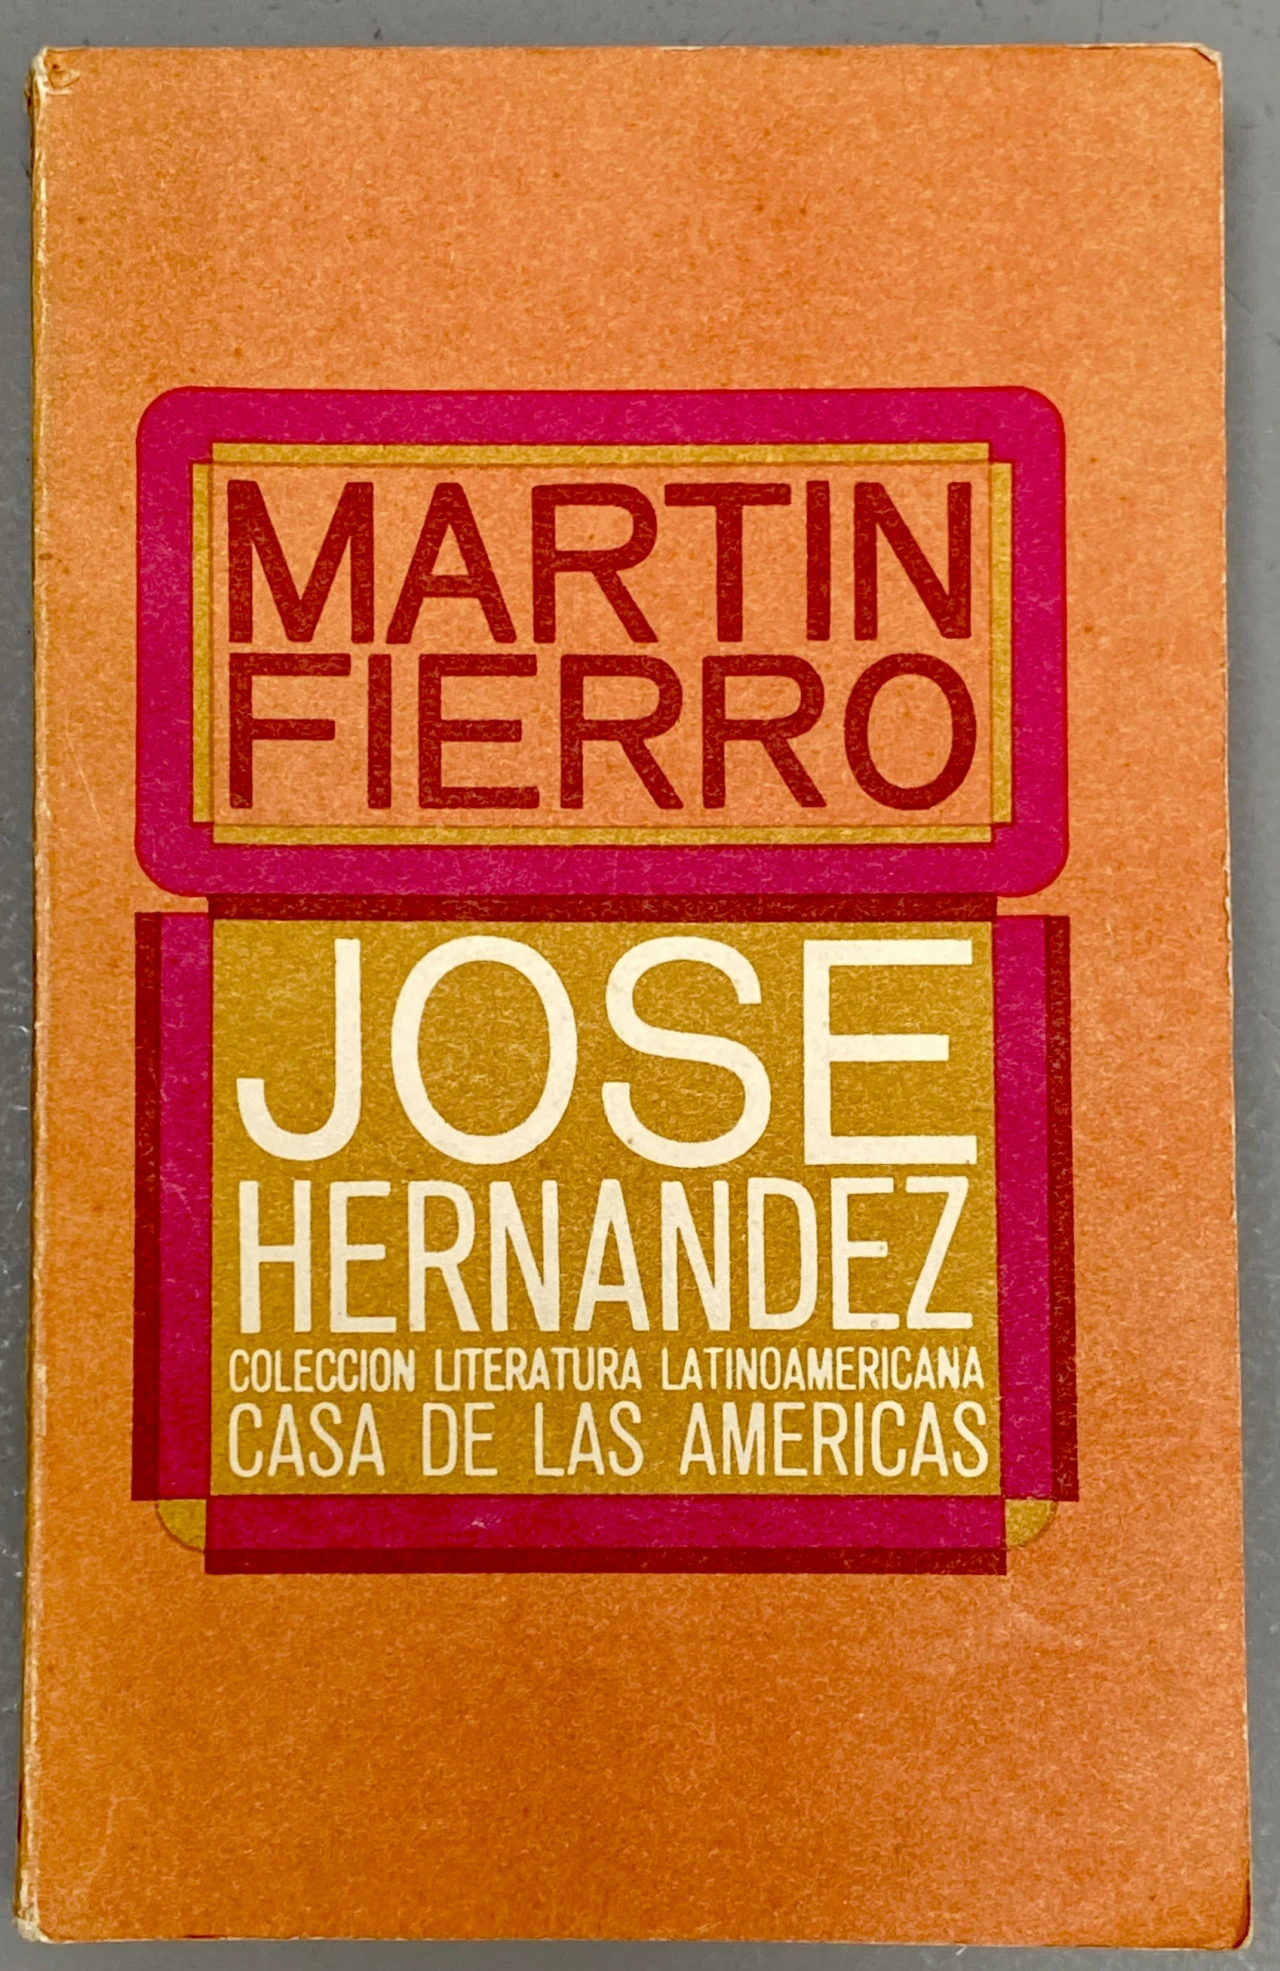 MARTIN
FIERRO
JOSE
HERNANDEZ
COLECCION LITERATURA LATINOAMERICANA
CASA DE LAS AMERICAS